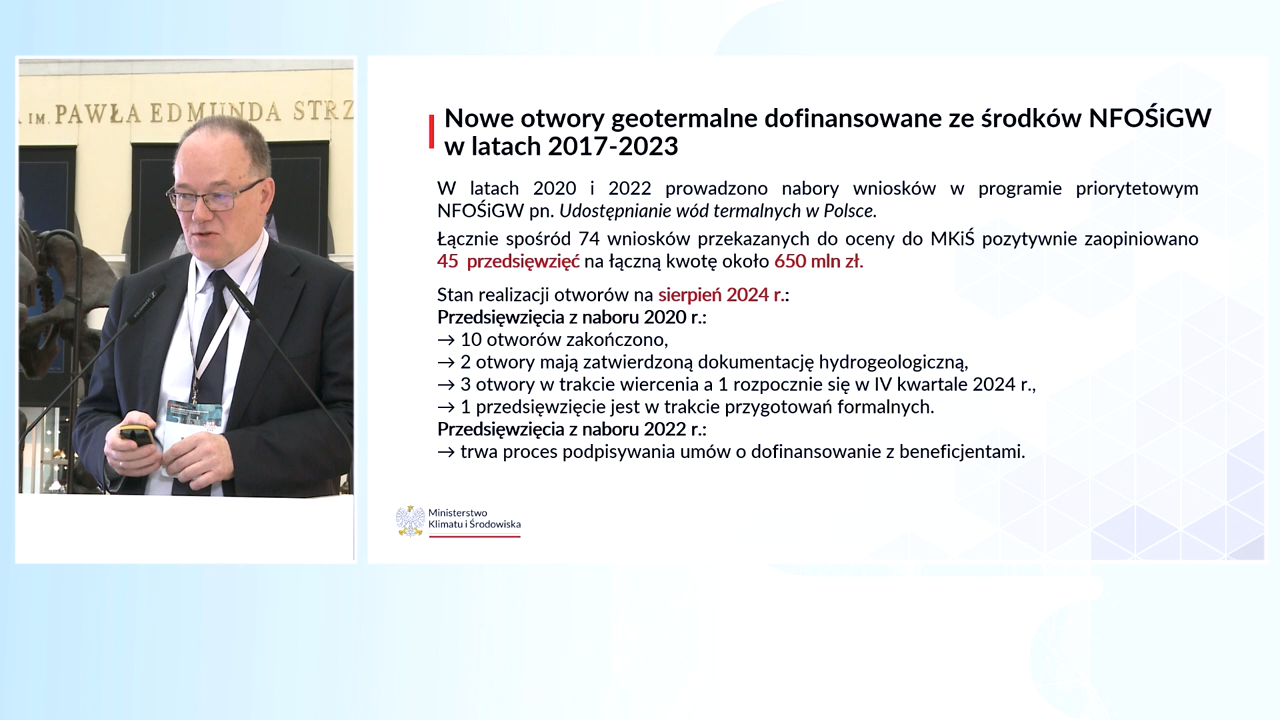 IM. PAWŁA EDMUNDA STRZ
Nowe otwory geotermalne dofinansowane ze środków NFOŚiGW
w latach 2017-2023
W latach 2020 i 2022 prowadzono nabory wniosków w programie priorytetowym
NFOŚiGW pn. Udostępnianie wód termalnych w Polsce.
Łącznie spośród 74 wniosków przekazanych do oceny do MKiŚ pozytywnie zaopiniowano
45 przedsięwzięć na łączną kwotę około 650 mln zł.
Stan realizacji otworów na sierpień 2024 r.:
Przedsięwzięcia z naboru 2020 r.:
→ 10 otworów zakończono,
→ 2 otwory mają zatwierdzoną dokumentację hydrogeologiczną,
→ 3 otwory w trakcie wiercenia a 1 rozpocznie się w IV kwartale 2024 r.,
→ 1 przedsięwzięcie jest w trakcie przygotowań formalnych.
Przedsięwzięcia z naboru 2022 r.:
→ trwa proces podpisywania umów o dofinansowanie z beneficjentami.
Ministerstwo
Klimatu i Środowiska